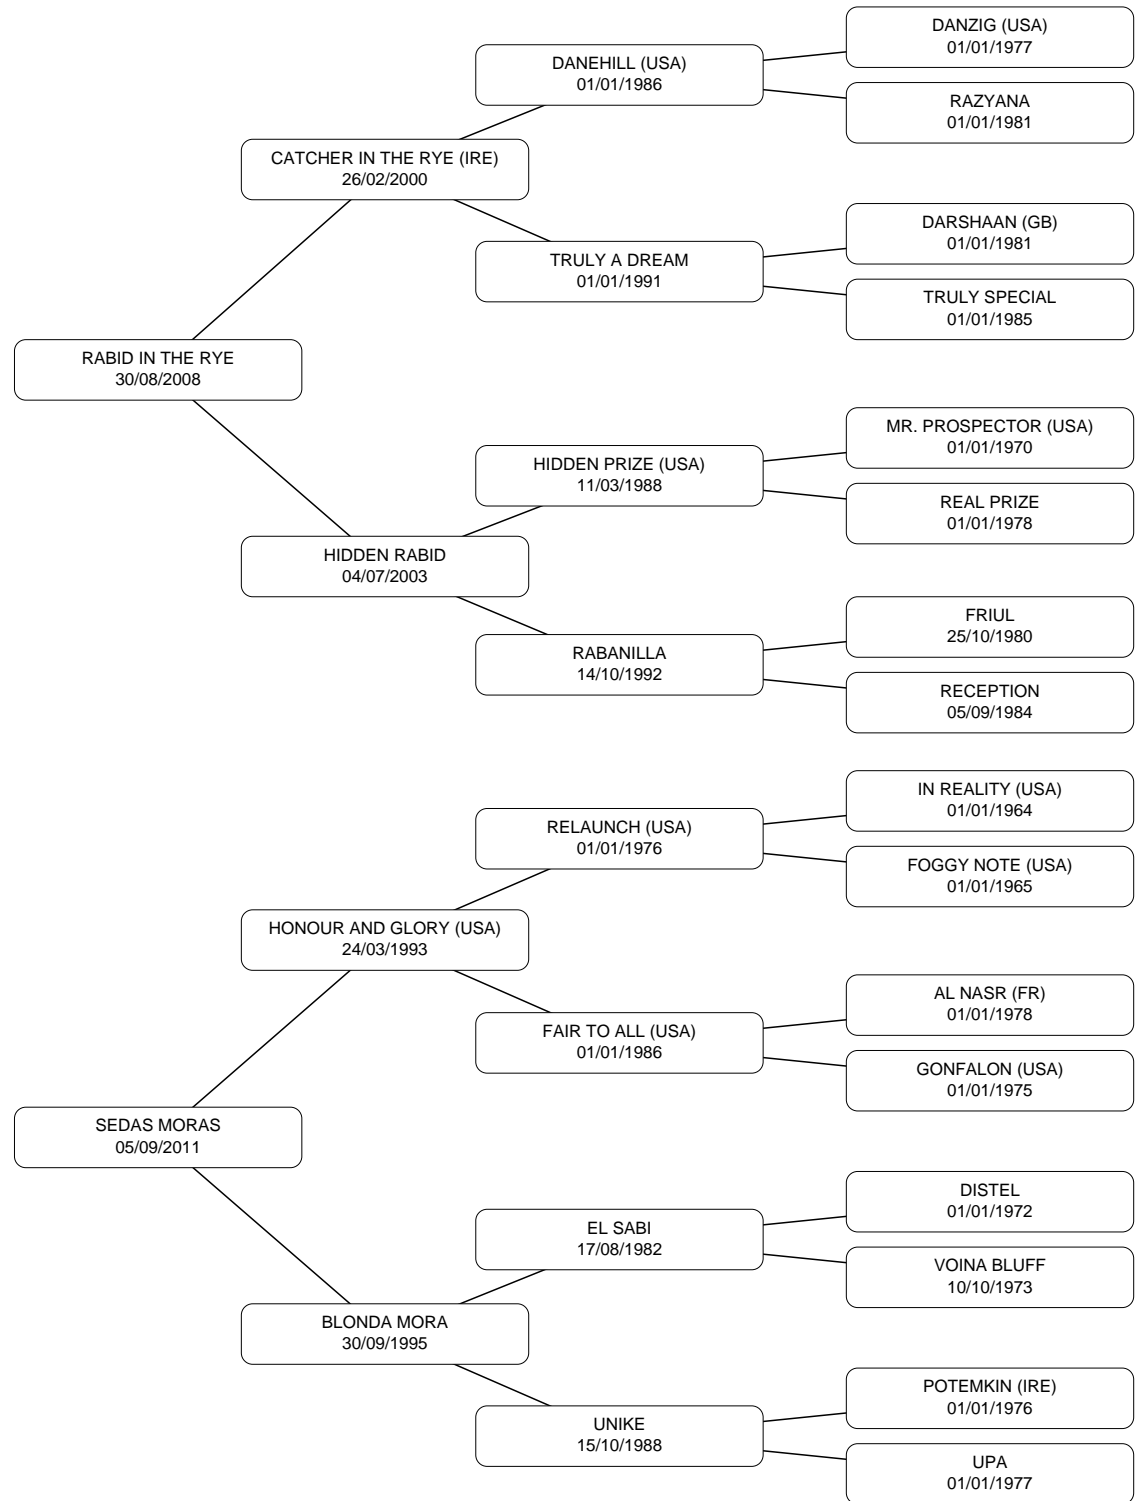 DANZIG (USA)
01/01/1977
DANEHILL (USA)
01/01/1986
RAZYANA
01/01/1981
CATCHER IN THE RYE (IRE)
26/02/2000
DARSHAAN (GB)
01/01/1981
TRULY A DREAM
01/01/1991
TRULY SPECIAL
01/01/1985
RABID IN THE RYE
30/08/2008
MR. PROSPECTOR (USA)
01/01/1970
HIDDEN PRIZE (USA)
11/03/1988
REAL PRIZE
01/01/1978
HIDDEN RABID
04/07/2003
FRIUL
25/10/1980
RABANILLA
14/10/1992
RECEPTION
05/09/1984
IN REALITY (USA)
01/01/1964
RELAUNCH (USA)
01/01/1976
FOGGY NOTE (USA)
01/01/1965
HONOUR AND GLORY (USA)
24/03/1993
AL NASR (FR)
01/01/1978
FAIR TO ALL (USA)
01/01/1986
GONFALON (USA)
01/01/1975
SEDAS MORAS
05/09/2011
DISTEL
01/01/1972
EL SABI
17/08/1982
VOINA BLUFF
10/10/1973
BLONDA MORA
30/09/1995
POTEMKIN (IRE)
01/01/1976
UNIKE
15/10/1988
UPA
01/01/1977